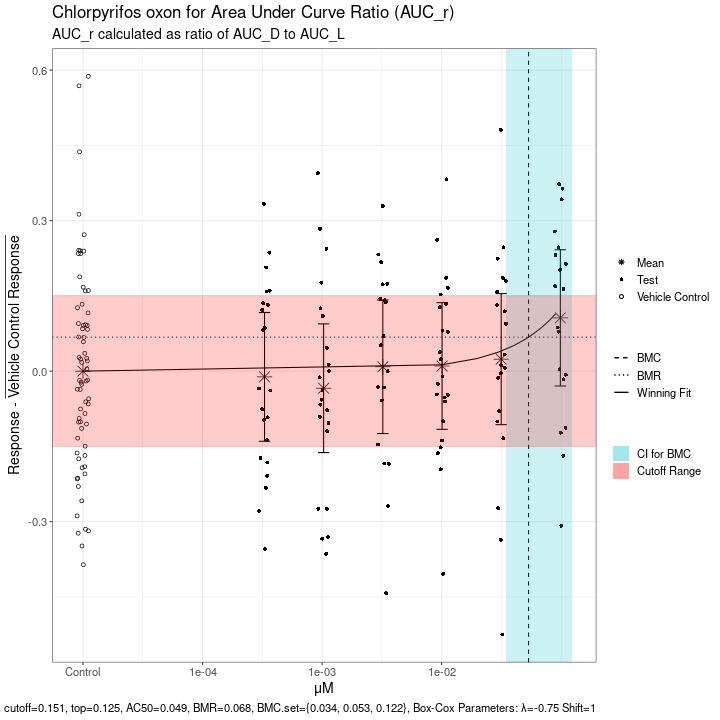 Chlorpyrifos oxon for Area Under Curve Ratio (AUC_r)
AUC_r calculated as ratio of AUC_D to AUC_L
Response - Vehicle Control Response
0.6
0.3
0.0
-0.3
Control
1e-04
1e-03
1e-02
μM
Mean
Test
Vehicle Control
BMC
BMR
Winning Fit
CI for BMC
Cutoff Range
cutoff=0.151, top=0.125, AC50=0.049, BMR=0.068, BMC.set={0.034, 0.053, 0.122}, Box-Cox Parameters: λ=-0.75 Shift=1